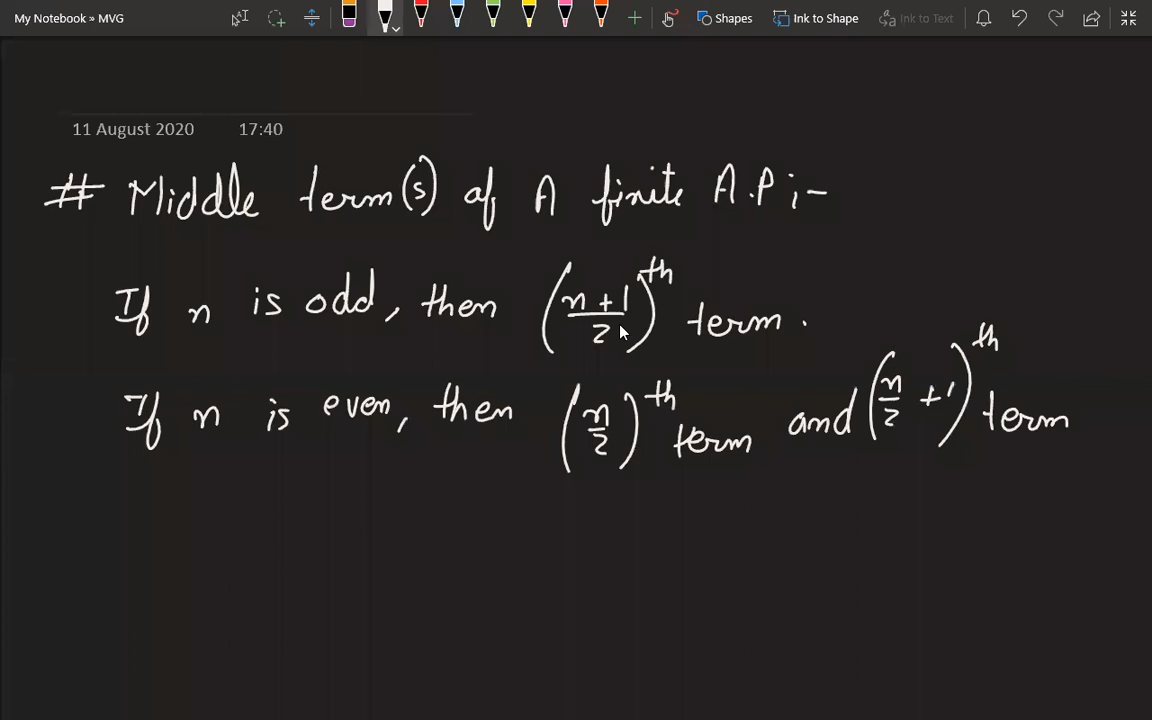 My Notebook » MVG
Shapes
Ink to Shape
Ink to Text
11 August 2020 17:40
# Middle term(s) of A finite A.P :-
If n is odd, then ((n+1)/2)^th term.
If n is even, then (n/2)^th term and (n/2 + 1)^th term